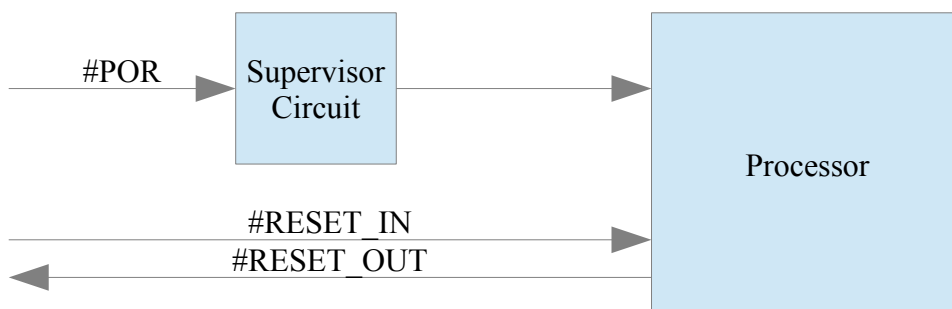 #POR
Supervisor
Circuit
Processor
#RESET_IN
#RESET_OUT